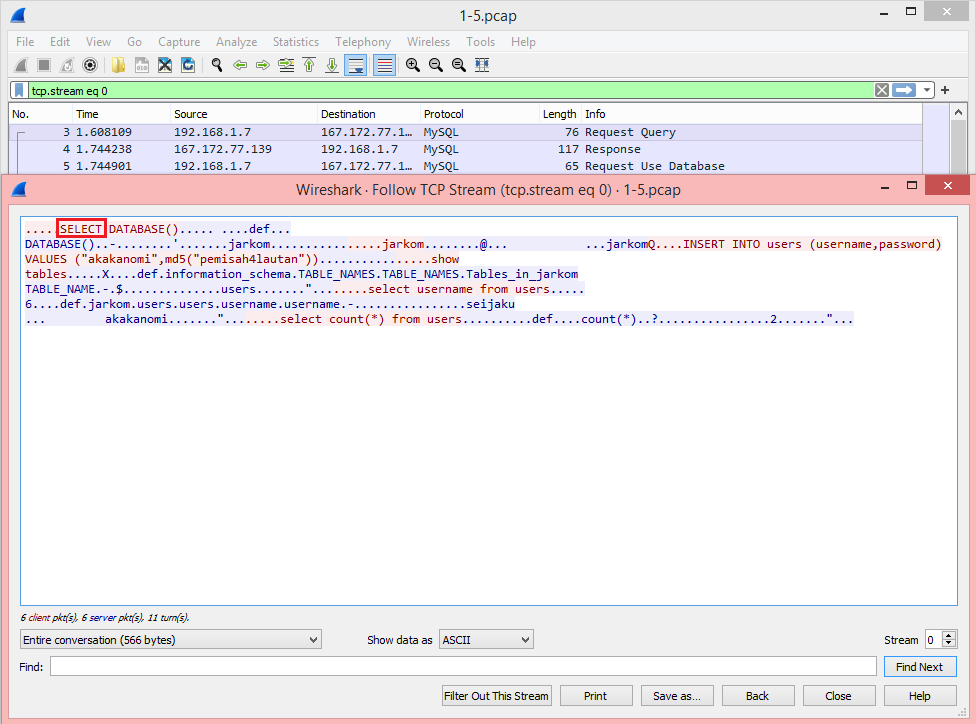 1-5.pcap
File Edit View Go Capture Analyze Statistics Telephony Wireless Tools Help
tcp.stream eq 0
No. Time Source Destination Protocol Length Info
3 1.608109 192.168.1.7 167.172.77.1… MySQL 76 Request Query
4 1.744238 167.172.77.139 192.168.1.7 MySQL 117 Response
5 1.744901 192.168.1.7 167.172.77.1… MySQL 65 Request Use Database
Wireshark · Follow TCP Stream (tcp.stream eq 0) · 1-5.pcap
.....SELECT DATABASE()..... ....def...
DATABASE()..-........'.......jarkom................jarkom........@... ...jarkomQ....INSERT INTO users (username,password)
VALUES ("akakanomi",md5("pemisah4lautan"))................show
tables.....X....def.information_schema.TABLE_NAMES.TABLE_NAMES.Tables_in_jarkom
TABLE_NAME.-.$..............users......."........select username from users.....
6....def.jarkom.users.users.username.username.-................seijaku
... akakanomi......."........select count(*) from users..........def....count(*)..?................2......."...
6 client pkt(s), 6 server pkt(s), 11 turn(s).
Entire conversation (566 bytes) Show data as ASCII Stream 0
Find: Find Next
Filter Out This Stream Print Save as... Back Close Help